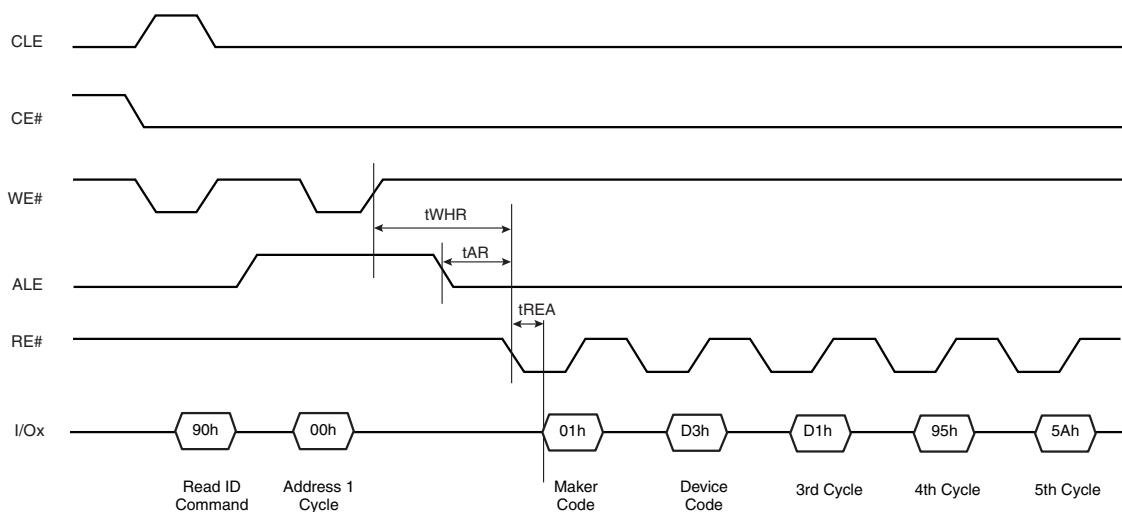 CLE
CE#
WE#
tWHR
tAR
ALE
tREA
RE#
I/Ox
90h
00h
01h
D3h
D1h
95h
5Ah
Read ID
Command
Address 1
Cycle
Maker
Code
Device
Code
3rd Cycle
4th Cycle
5th Cycle